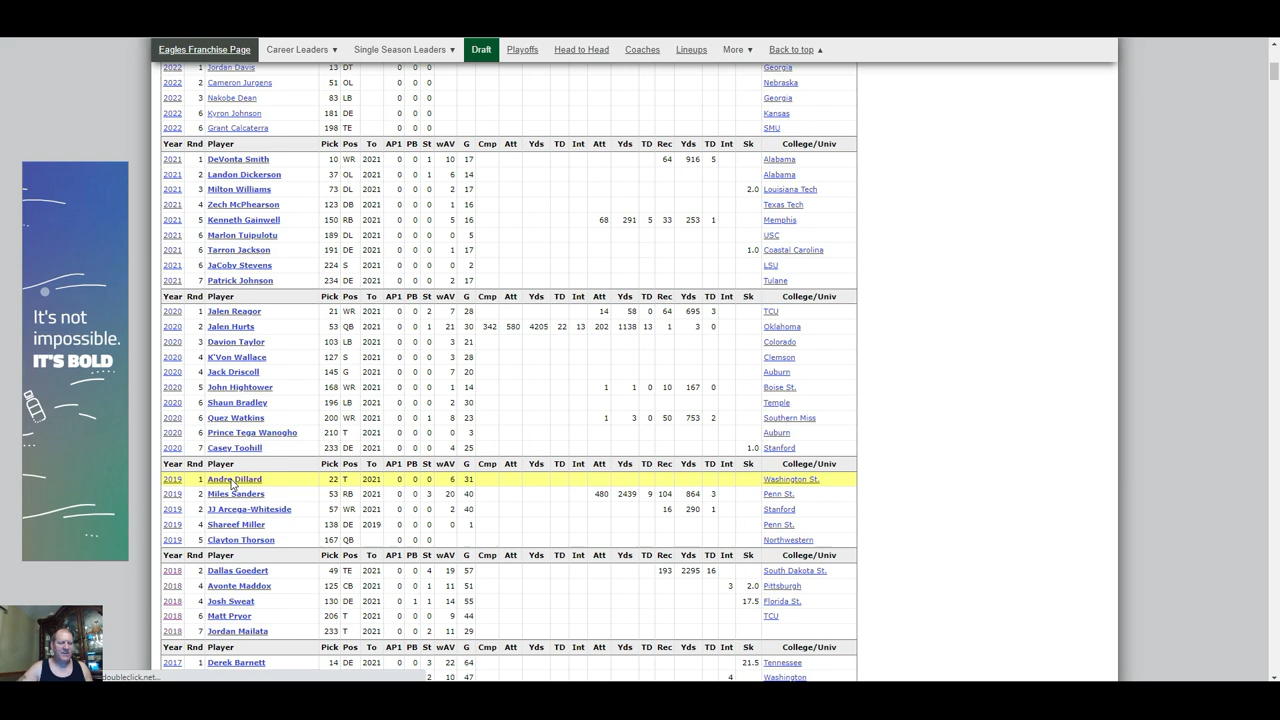 Eagles Franchise Page Career Leaders ▼ Single Season Leaders ▼ Draft Playoffs Head to Head Coaches Lineups More ▼ Back to top ▲
2022 1 Jordan Davis 13 DT 0 0 0 Georgia
2022 2 Cameron Jurgens 51 OL 0 0 0 Nebraska
2022 3 Nakobe Dean 83 LB 0 0 0 Georgia
2022 6 Kyron Johnson 181 DE 0 0 0 Kansas
2022 6 Grant Calcaterra 198 TE 0 0 0 SMU
Year Rnd Player Pick Pos To AP1 PB St wAV G Cmp Att Yds TD Int Att Yds TD Rec Yds TD Int Sk College/Univ
2021 1 DeVonta Smith 10 WR 2021 0 0 1 10 17 64 916 5 Alabama
2021 2 Landon Dickerson 37 OL 2021 0 0 1 6 14 Alabama
2021 3 Milton Williams 73 DL 2021 0 0 0 2 17 2.0 Louisiana Tech
2021 4 Zech McPhearson 123 DB 2021 0 0 0 1 16 Texas Tech
2021 5 Kenneth Gainwell 150 RB 2021 0 0 0 5 16 68 291 5 33 253 1 Memphis
2021 6 Marlon Tuipulotu 189 DL 2021 0 0 0 0 5 USC
2021 6 Tarron Jackson 191 DE 2021 0 0 0 1 17 1.0 Coastal Carolina
2021 6 JaCoby Stevens 224 S 2021 0 0 0 0 2 LSU
2021 7 Patrick Johnson 234 DE 2021 0 0 0 2 17 Tulane
Year Rnd Player Pick Pos To AP1 PB St wAV G Cmp Att Yds TD Int Att Yds TD Rec Yds TD Int Sk College/Univ
2020 1 Jalen Reagor 21 WR 2021 0 0 2 7 28 14 58 0 64 695 3 TCU
2020 2 Jalen Hurts 53 QB 2021 0 0 1 21 30 342 580 4205 22 13 202 1138 13 1 3 0 Oklahoma
2020 3 Davion Taylor 103 LB 2021 0 0 0 3 21 Colorado
2020 4 K'Von Wallace 127 S 2021 0 0 0 3 28 Clemson
2020 4 Jack Driscoll 145 G 2021 0 0 0 7 20 Auburn
2020 5 John Hightower 168 WR 2021 0 0 0 1 14 1 1 0 10 167 0 Boise St.
2020 6 Shaun Bradley 196 LB 2021 0 0 0 2 30 Temple
2020 6 Quez Watkins 200 WR 2021 0 0 1 8 23 1 3 0 50 753 2 Southern Miss
2020 6 Prince Tega Wanogho 210 T 2021 0 0 0 0 3 Auburn
2020 7 Casey Toohill 233 DE 2021 0 0 0 4 25 1.0 Stanford
Year Rnd Player Pick Pos To AP1 PB St wAV G Cmp Att Yds TD Int Att Yds TD Rec Yds TD Int Sk College/Univ
2019 1 Andre Dillard 22 T 2021 0 0 0 6 31 Washington St.
2019 2 Miles Sanders 53 RB 2021 0 0 3 20 40 480 2439 9 104 864 3 Penn St.
2019 2 JJ Arcega-Whiteside 57 WR 2021 0 0 0 2 40 16 290 1 Stanford
2019 4 Shareef Miller 138 DE 2019 0 0 0 0 1 Penn St.
2019 5 Clayton Thorson 167 QB 0 0 0 Northwestern
Year Rnd Player Pick Pos To AP1 PB St wAV G Cmp Att Yds TD Int Att Yds TD Rec Yds TD Int Sk College/Univ
2018 2 Dallas Goedert 49 TE 2021 0 0 4 19 57 193 2295 16 South Dakota St.
2018 4 Avonte Maddox 125 CB 2021 0 0 1 11 51 3 2.0 Pittsburgh
2018 4 Josh Sweat 130 DE 2021 0 1 1 14 55 17.5 Florida St.
2018 6 Matt Pryor 206 T 2021 0 0 0 9 44 TCU
2018 7 Jordan Mailata 233 T 2021 0 0 2 11 29
Year Rnd Player Pick Pos To AP1 PB St wAV G Cmp Att Yds TD Int Att Yds TD Rec Yds TD Int Sk College/Univ
2017 1 Derek Barnett 14 DE 2021 0 0 3 22 64 21.5 Tennessee
2 10 47 4 Washington
It's not
impossible.
IT'S BOLD
doubleclick.net...